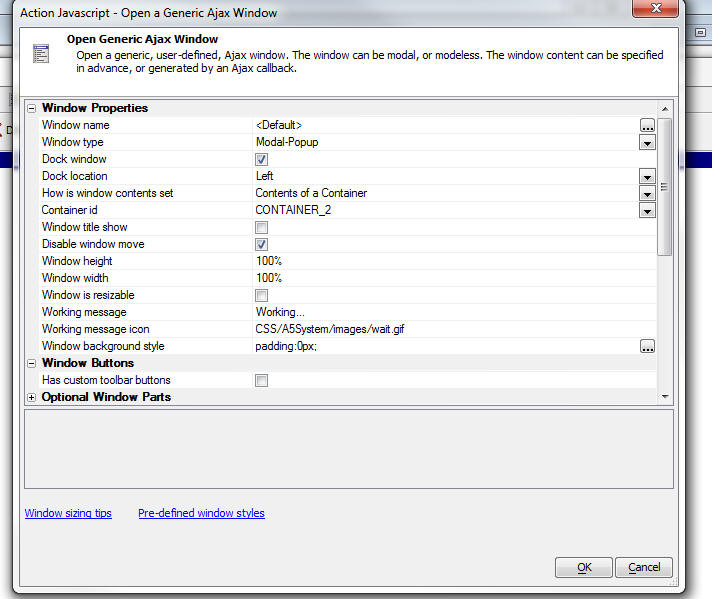 Action Javascript - Open a Generic Ajax Window
Open Generic Ajax Window
Open a generic, user-defined, Ajax window. The window can be modal, or modeless. The window content can be specified
in advance, or generated by an Ajax callback.
Window Properties
Window name <Default>
Window type Modal-Popup
Dock window
Dock location Left
How is window contents set Contents of a Container
Container id CONTAINER_2
Window title show
Disable window move
Window height 100%
Window width 100%
Window is resizable
Working message Working...
Working message icon CSS/A5System/images/wait.gif
Window background style padding:0px;
Window Buttons
Has custom toolbar buttons
Optional Window Parts
Window sizing tips Pre-defined window styles
OK Cancel